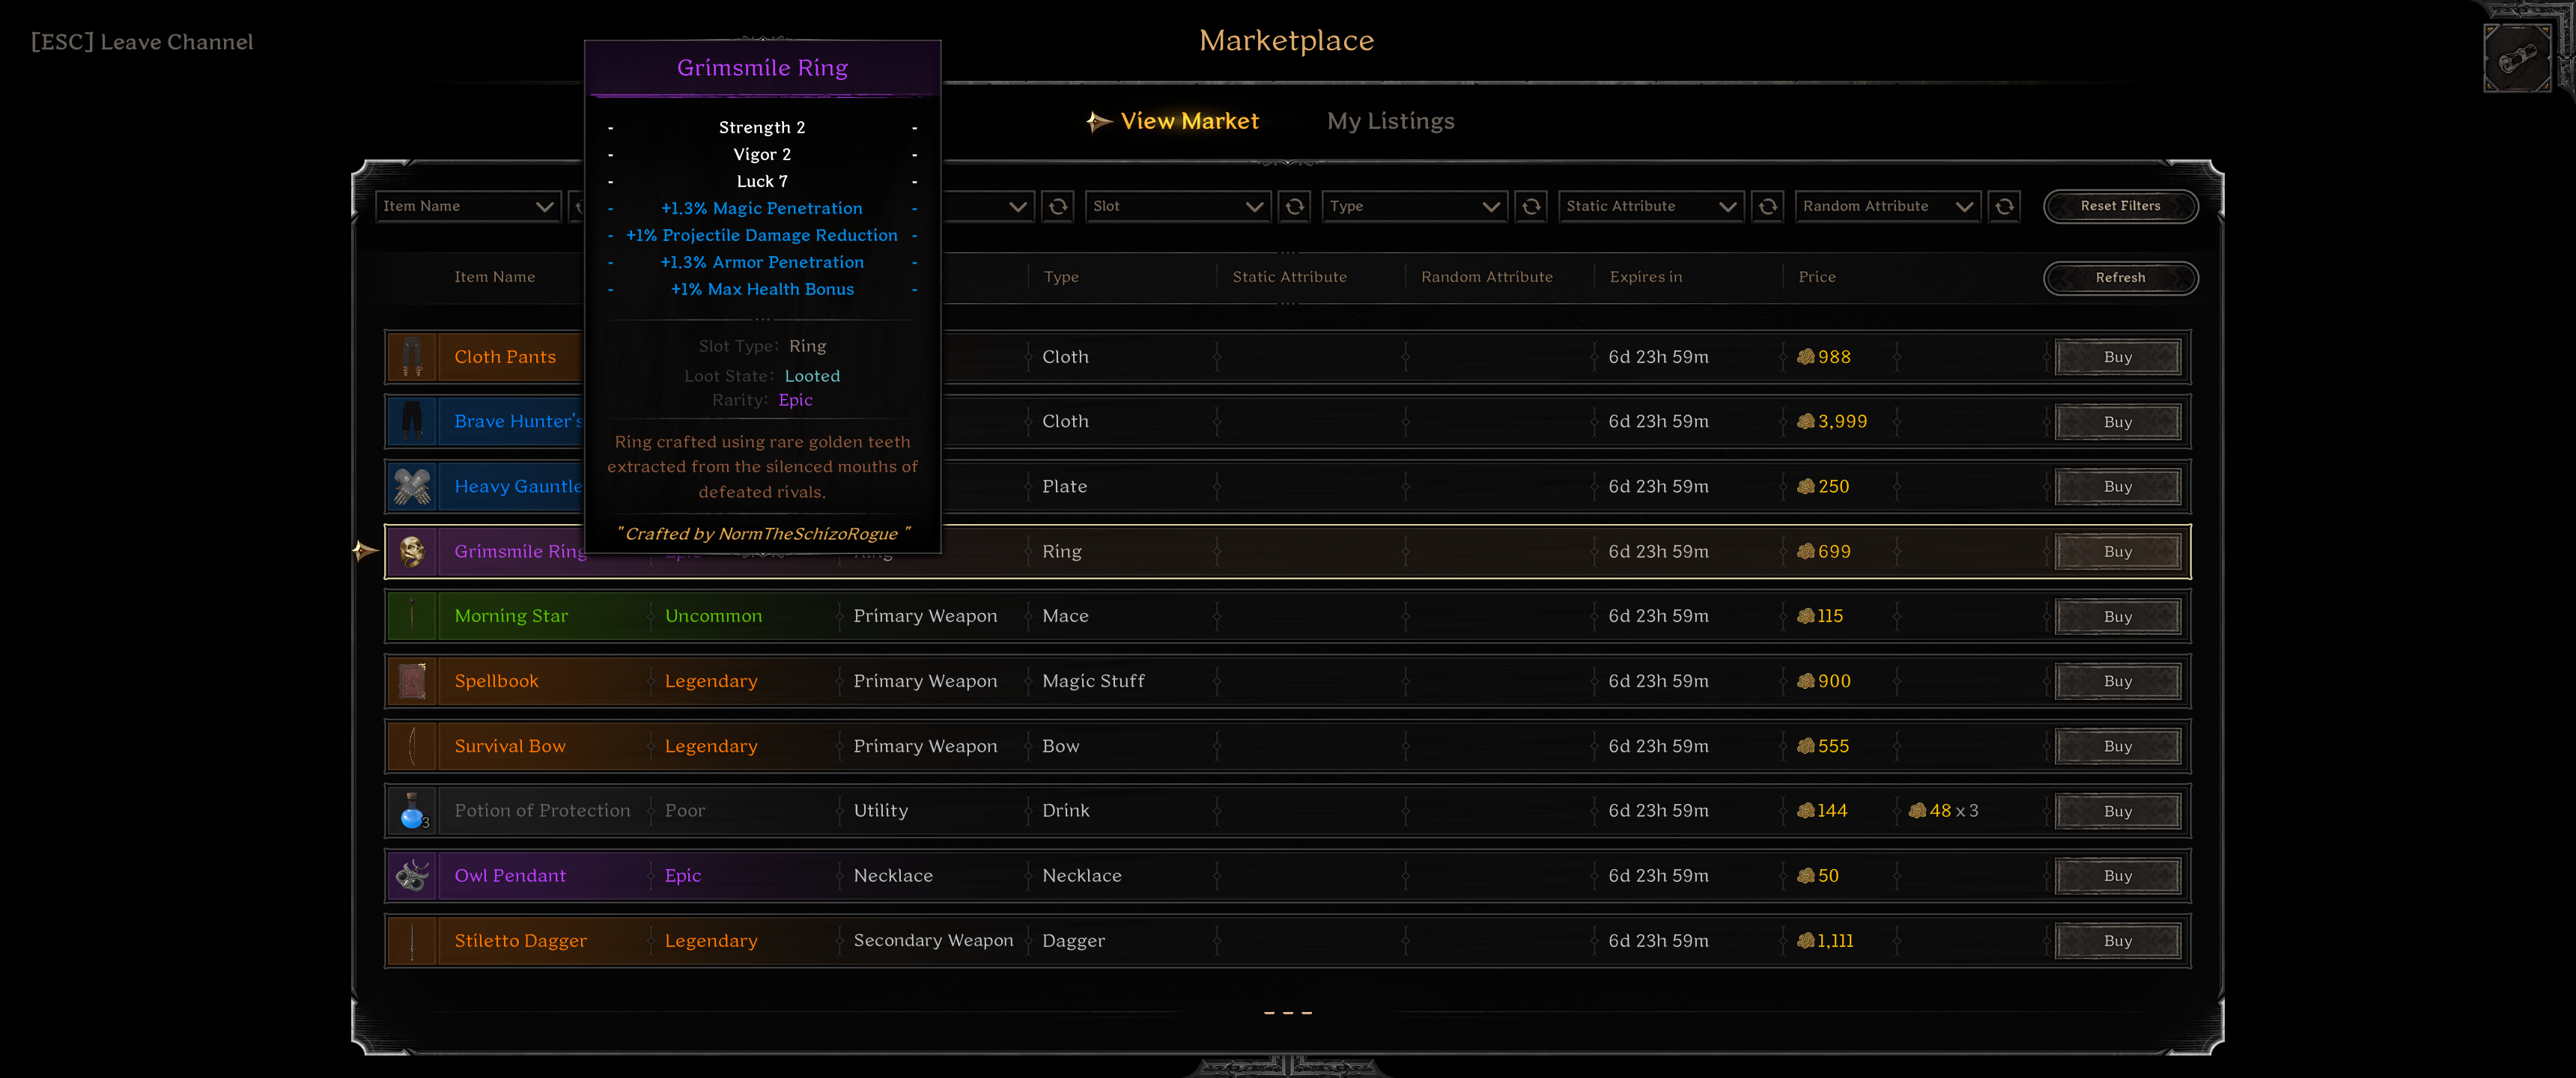 [ESC] Leave Channel
Marketplace
View Market
My Listings
Grimsmile Ring
- Strength 2 -
- Vigor 2 -
- Luck 7 -
- +1.3% Magic Penetration -
- +1% Projectile Damage Reduction -
- +1.3% Armor Penetration -
- +1% Max Health Bonus -
Slot Type: Ring
Loot State: Looted
Rarity: Epic
Ring crafted using rare golden teeth
extracted from the silenced mouths of
defeated rivals.
"Crafted by NormTheSchizoRogue "
Item Name Slot Type Static Attribute Random Attribute Reset Filters
Item Name Type Static Attribute Random Attribute Expires in Price Refresh
Cloth Pants Cloth 6d 23h 59m 988 Buy
Brave Hunter's Cloth 6d 23h 59m 3,999 Buy
Heavy Plate 6d 23h 59m 250 Buy
Grimsmile Ring Epic Ring Ring 6d 23h 59m 699 Buy
Morning Star Uncommon Primary Weapon Mace 6d 23h 59m 115 Buy
Spellbook Legendary Primary Weapon Magic Stuff 6d 23h 59m 900 Buy
Survival Bow Legendary Primary Weapon Bow 6d 23h 59m 555 Buy
3 Potion of Protection Poor Utility Drink 6d 23h 59m 144 48 x 3 Buy
Owl Pendant Epic Necklace Necklace 6d 23h 59m 50 Buy
Stiletto Dagger Legendary Secondary Weapon Dagger 6d 23h 59m 1,111 Buy